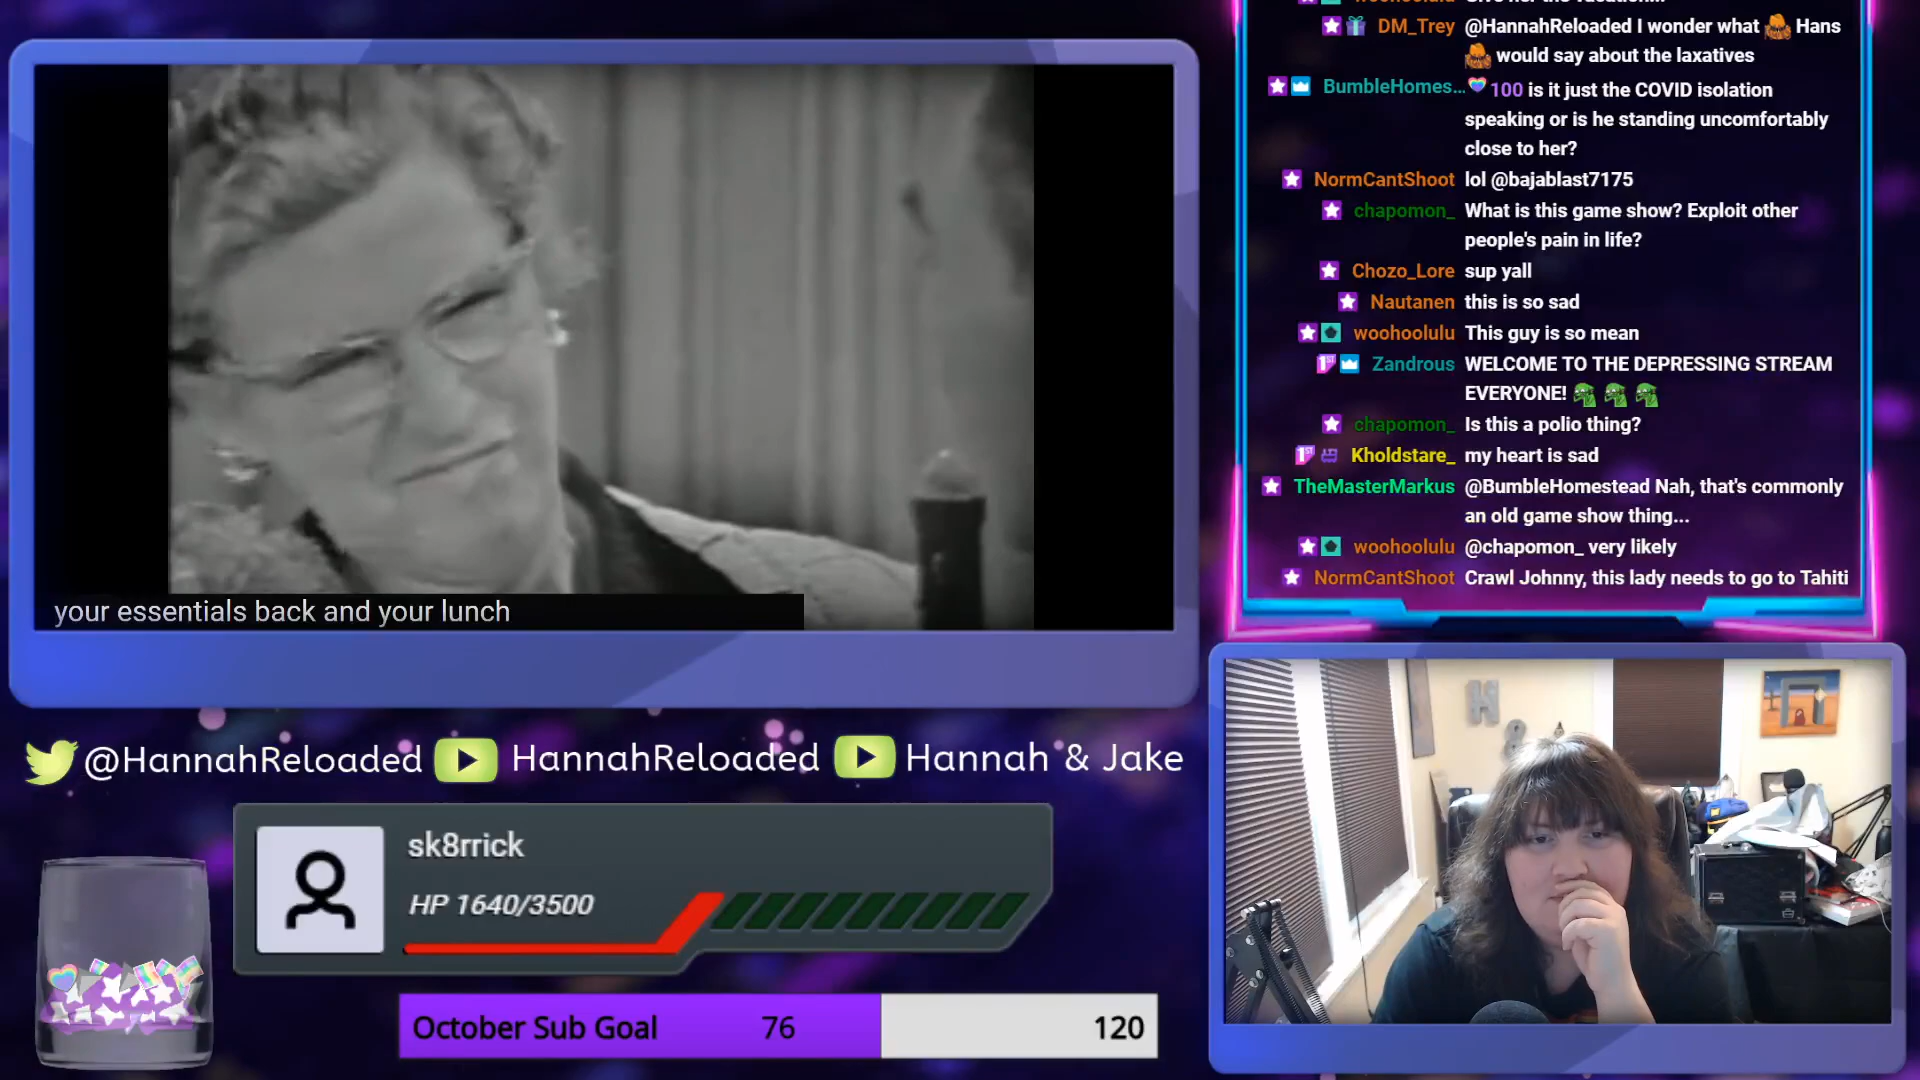 your essentials back and your lunch
DM_Trey @HannahReloaded I wonder what Hans
would say about the laxatives
BumbleHomes... 100 is it just the COVID isolation
speaking or is he standing uncomfortably
close to her?
NormCantShoot lol @bajablast7175
chapomon_ What is this game show? Exploit other
people's pain in life?
Chozo_Lore sup yall
Nautanen this is so sad
woohoolulu This guy is so mean
Zandrous WELCOME TO THE DEPRESSING STREAM
EVERYONE!
chapomon_ Is this a polio thing?
Kholdstare_ my heart is sad
TheMasterMarkus @BumbleHomestead Nah, that's commonly
an old game show thing...
woohoolulu @chapomon_ very likely
NormCantShoot Crawl Johnny, this lady needs to go to Tahiti
@HannahReloaded HannahReloaded Hannah & Jake
sk8rrick
HP 1640/3500
October Sub Goal 76 120
H
&